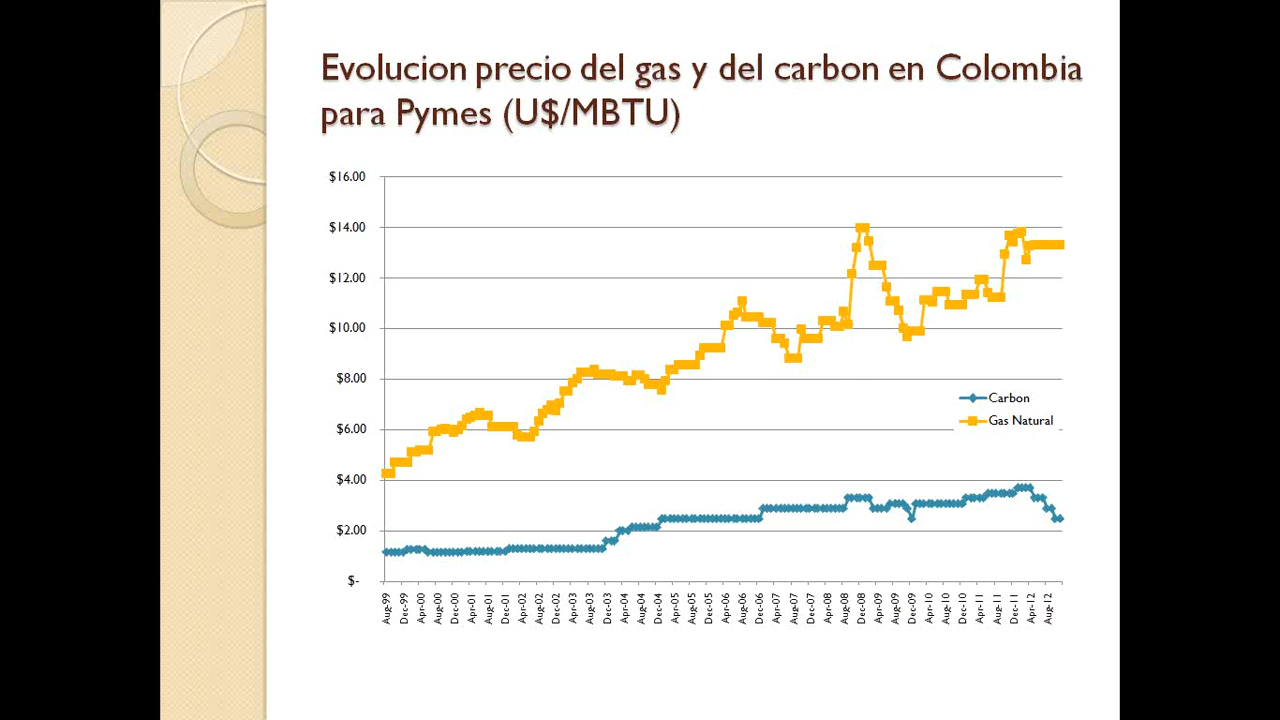 Evolucion precio del gas y del carbon en Colombia
para Pymes (U$/MBTU)
$16.00
$14.00
$12.00
$10.00
$8.00
$6.00
$4.00
$2.00
$-
Carbon
Gas Natural
Aug-99
Dec-99
Apr-00
Aug-00
Dec-00
Apr-01
Aug-01
Dec-01
Apr-02
Aug-02
Dec-02
Apr-03
Aug-03
Dec-03
Apr-04
Aug-04
Dec-04
Apr-05
Aug-05
Dec-05
Apr-06
Aug-06
Dec-06
Apr-07
Aug-07
Dec-07
Apr-08
Aug-08
Dec-08
Apr-09
Aug-09
Dec-09
Apr-10
Aug-10
Dec-10
Apr-11
Aug-11
Dec-11
Apr-12
Aug-12